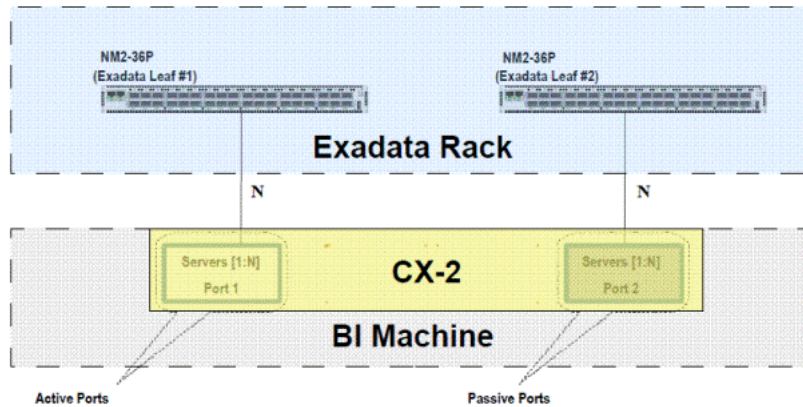 NM2-36P
(Exadata Leaf #1)
NM2-36P
(Exadata Leaf #2)
Exadata Rack
N
N
Servers [1:N]
Port 1
CX-2
Servers [1:N]
Port 2
BI Machine
Active Ports
Passive Ports